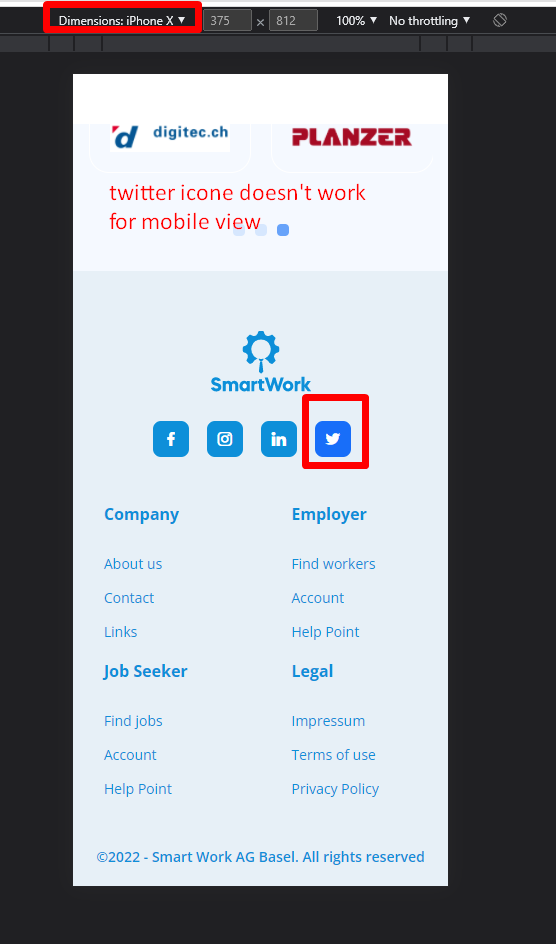 Dimensions: iPhone X ▼ 375 × 812 100% ▼ No throttling ▼
digitec.ch PLANZER
twitter icone doesn't work
for mobile view
SmartWork
f in
Company Employer
About us Find workers
Contact Account
Links Help Point
Job Seeker Legal
Find jobs Impressum
Account Terms of use
Help Point Privacy Policy
©2022 - Smart Work AG Basel. All rights reserved